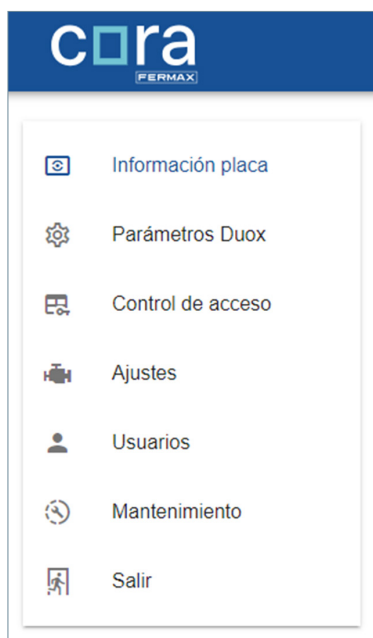 cora
FERMAX
Información placa
Parámetros Duox
Control de acceso
Ajustes
Usuarios
Mantenimiento
Salir